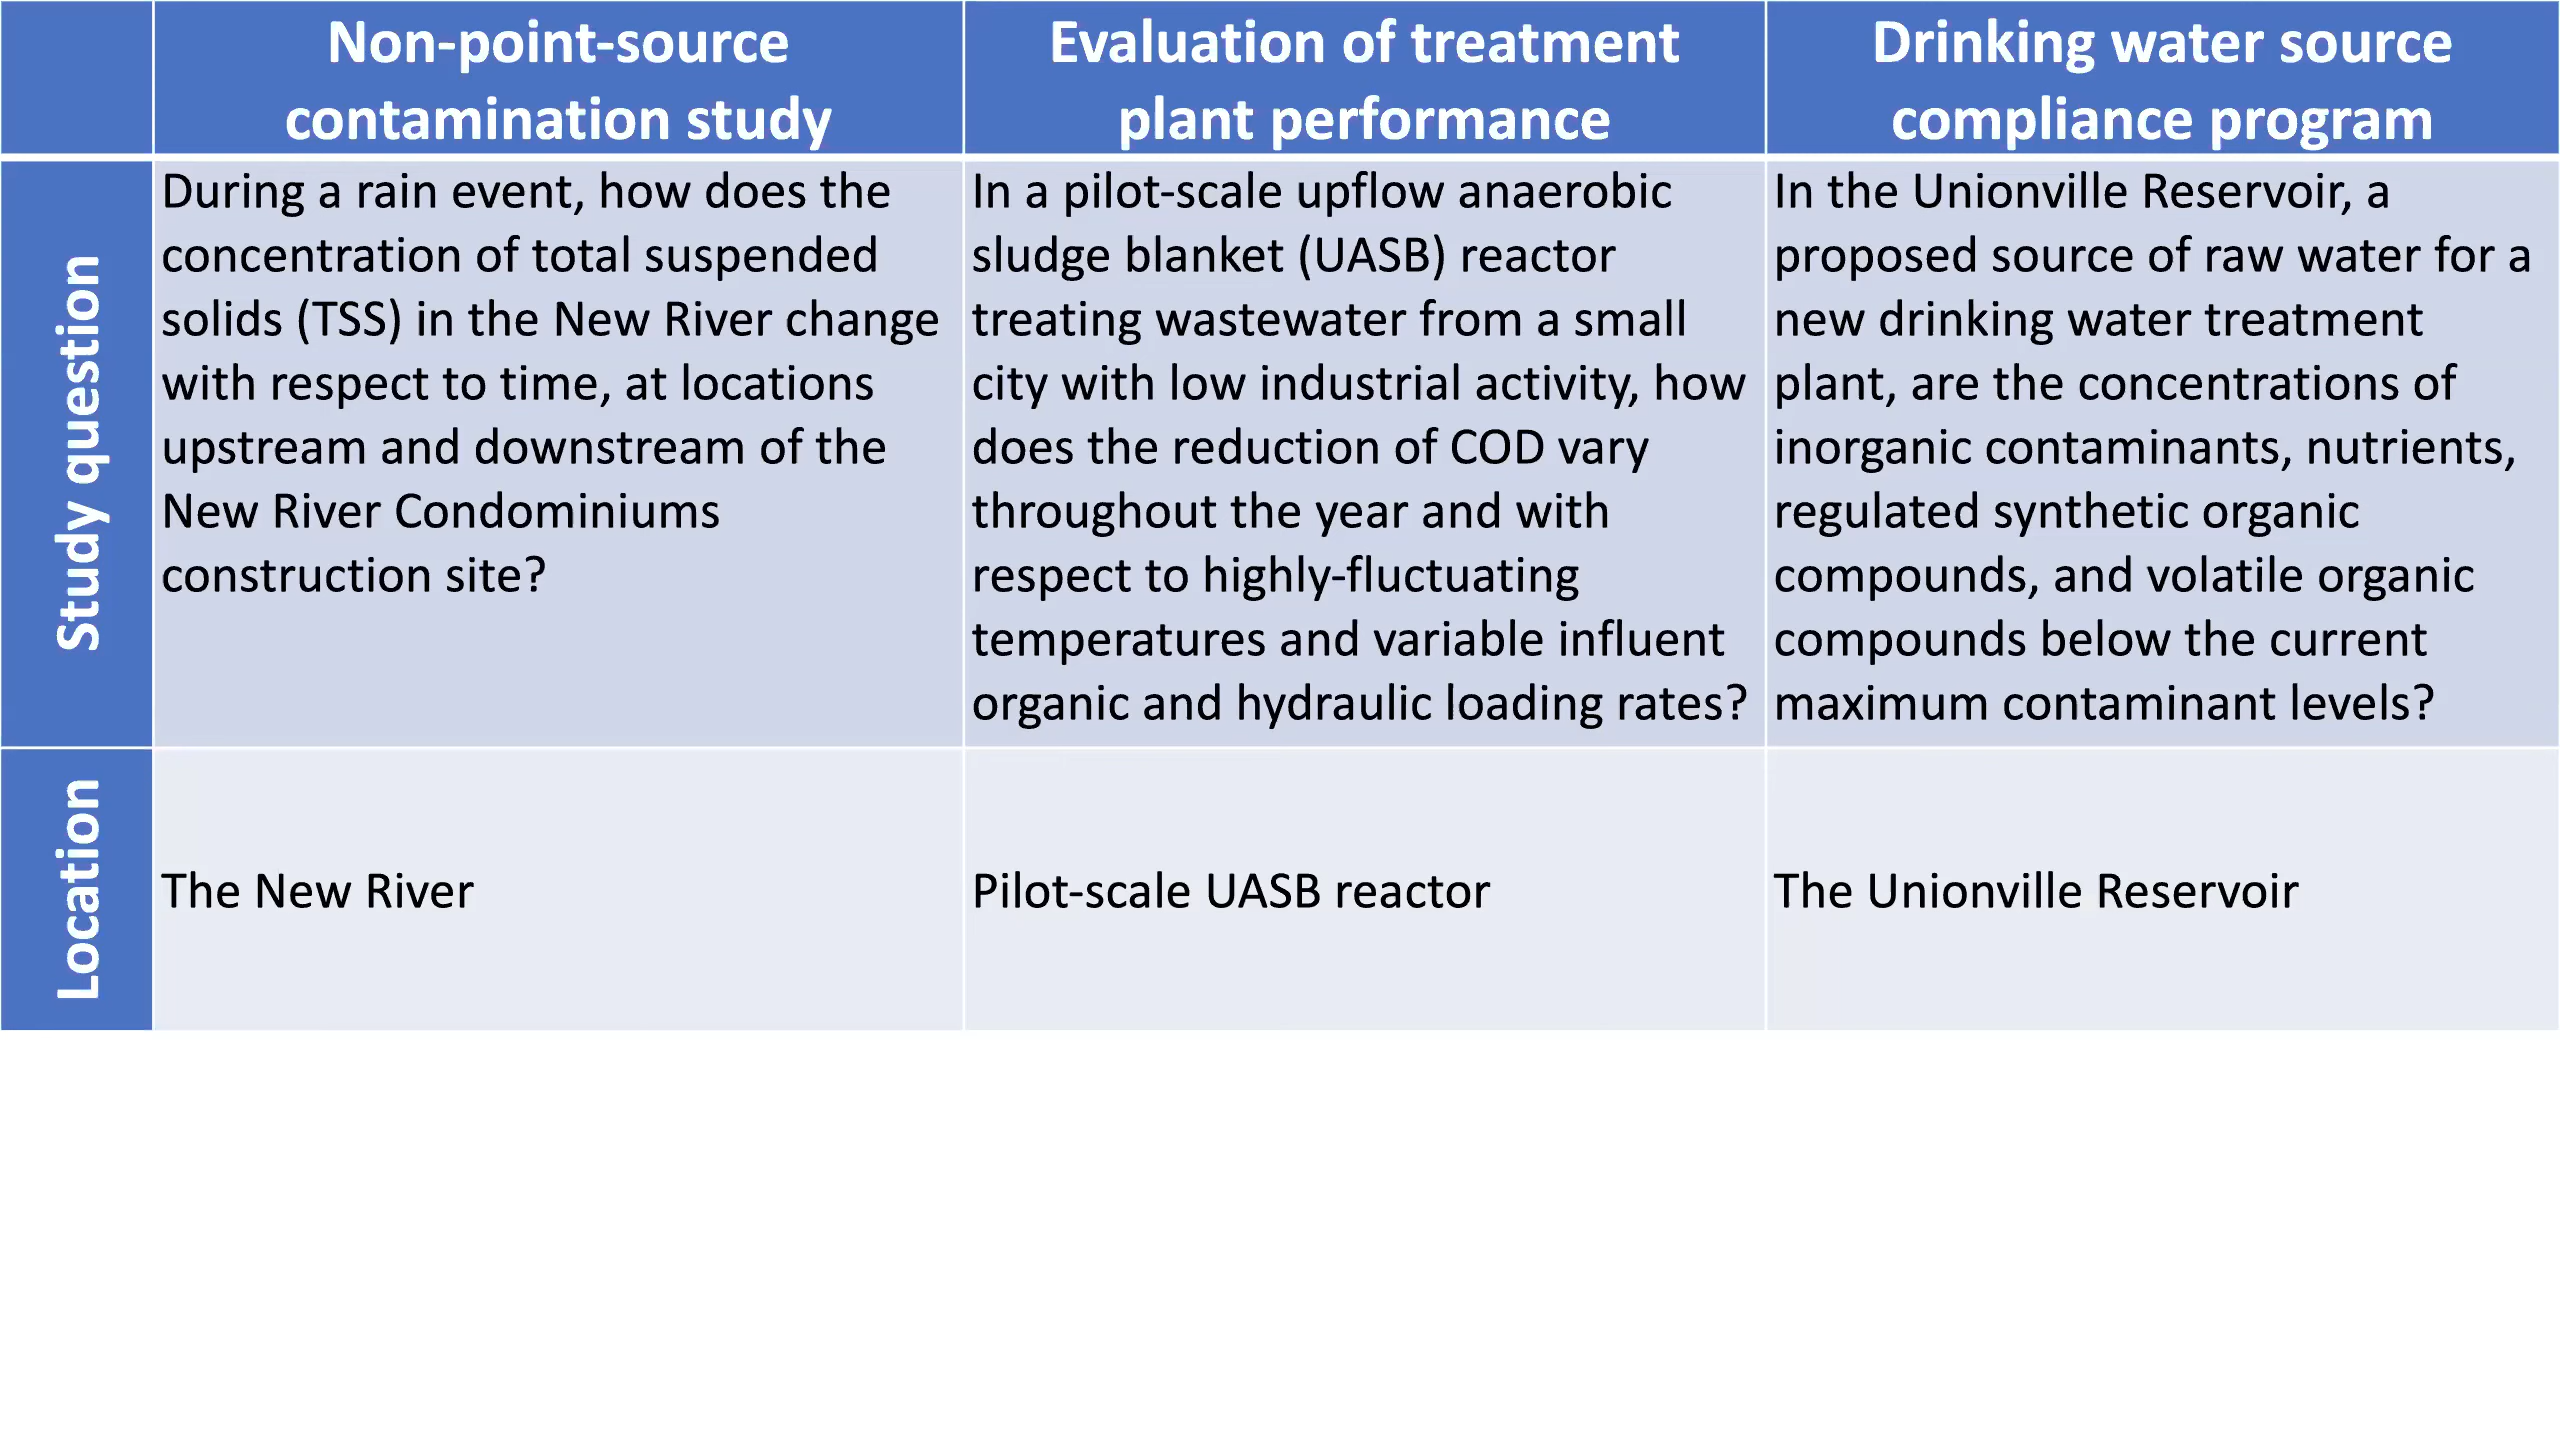 Non-point-source
contamination study
Evaluation of treatment
plant performance
Drinking water source
compliance program
Study question
During a rain event, how does the
concentration of total suspended
solids (TSS) in the New River change
with respect to time, at locations
upstream and downstream of the
New River Condominiums
construction site?
In a pilot-scale upflow anaerobic
sludge blanket (UASB) reactor
treating wastewater from a small
city with low industrial activity, how
does the reduction of COD vary
throughout the year and with
respect to highly-fluctuating
temperatures and variable influent
organic and hydraulic loading rates?
In the Unionville Reservoir, a
proposed source of raw water for a
new drinking water treatment
plant, are the concentrations of
inorganic contaminants, nutrients,
regulated synthetic organic
compounds, and volatile organic
compounds below the current
maximum contaminant levels?
Location
The New River
Pilot-scale UASB reactor
The Unionville Reservoir